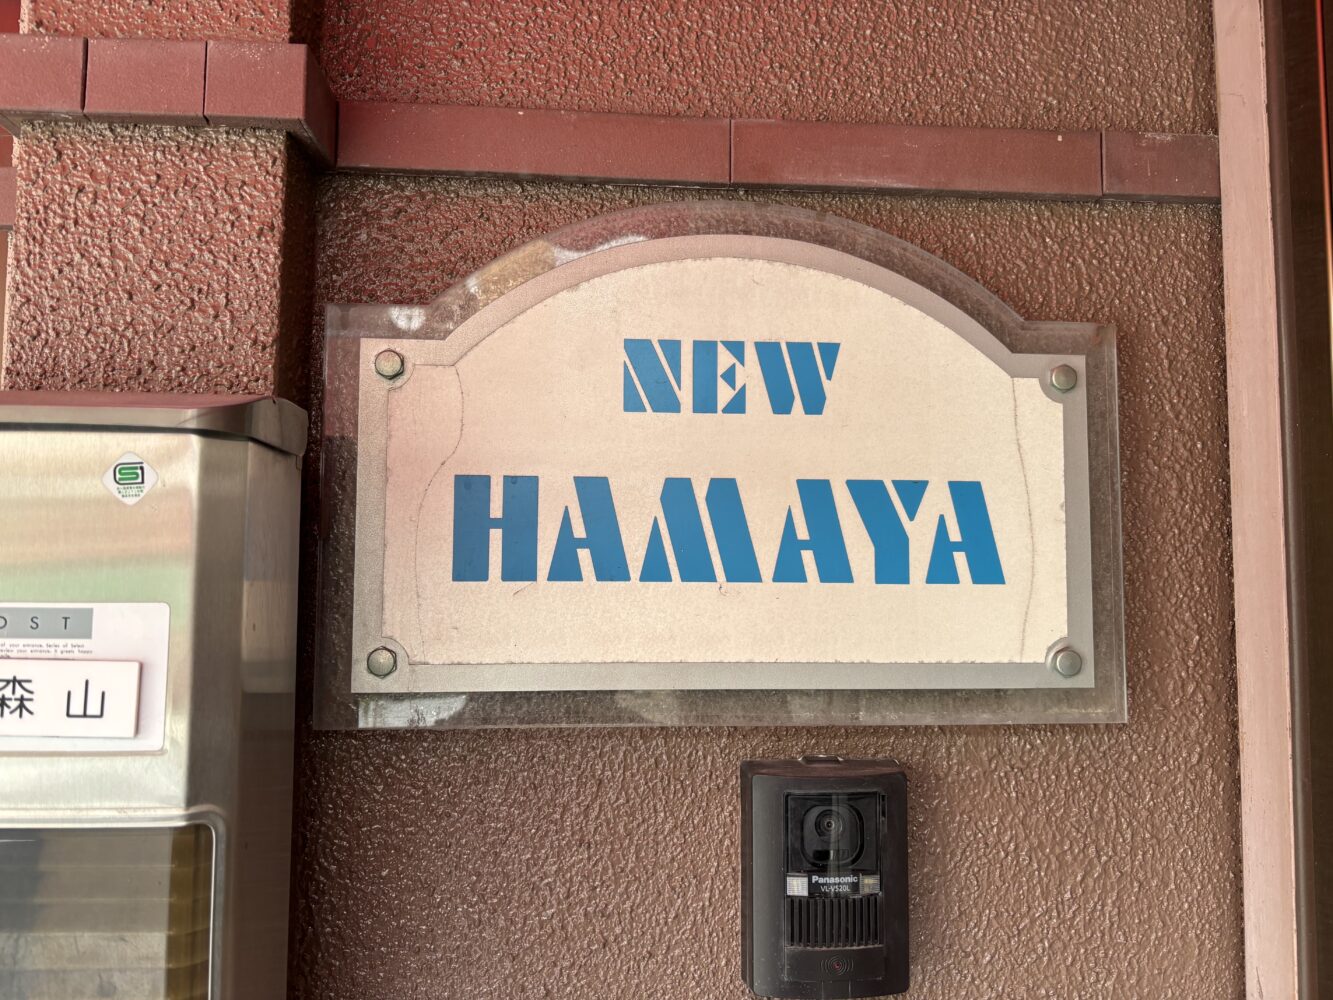 NEW
HAMAYA
OST
森 山
Panasonic
VL-V520L